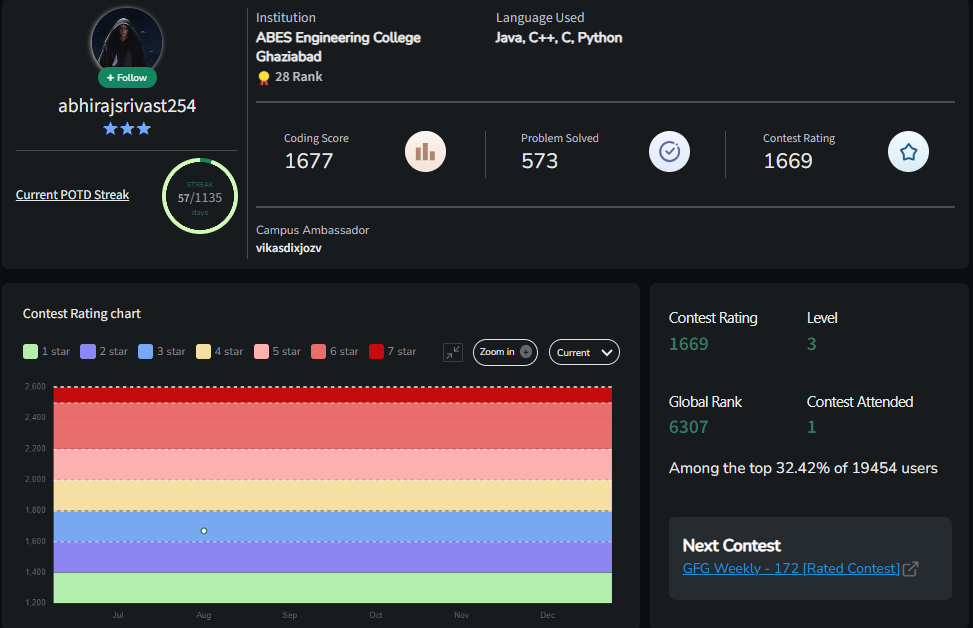 + Follow
abhirajsrivast254
Current POTD Streak
STREAK
57/1135
days
Institution
ABES Engineering College
Ghaziabad
28 Rank
Language Used
Java, C++, C, Python
Coding Score
1677
Problem Solved
573
Contest Rating
1669
Campus Ambassador
vikasdixjozv
Contest Rating chart
1 star 2 star 3 star 4 star 5 star 6 star 7 star
Zoom in +
Current
2,600
2,400
2,200
2,000
1,800
1,600
1,400
1,200
Jul Aug Sep Oct Nov Dec
Contest Rating
1669
Level
3
Global Rank
6307
Contest Attended
1
Among the top 32.42% of 19454 users
Next Contest
GFG Weekly - 172 [Rated Contest]